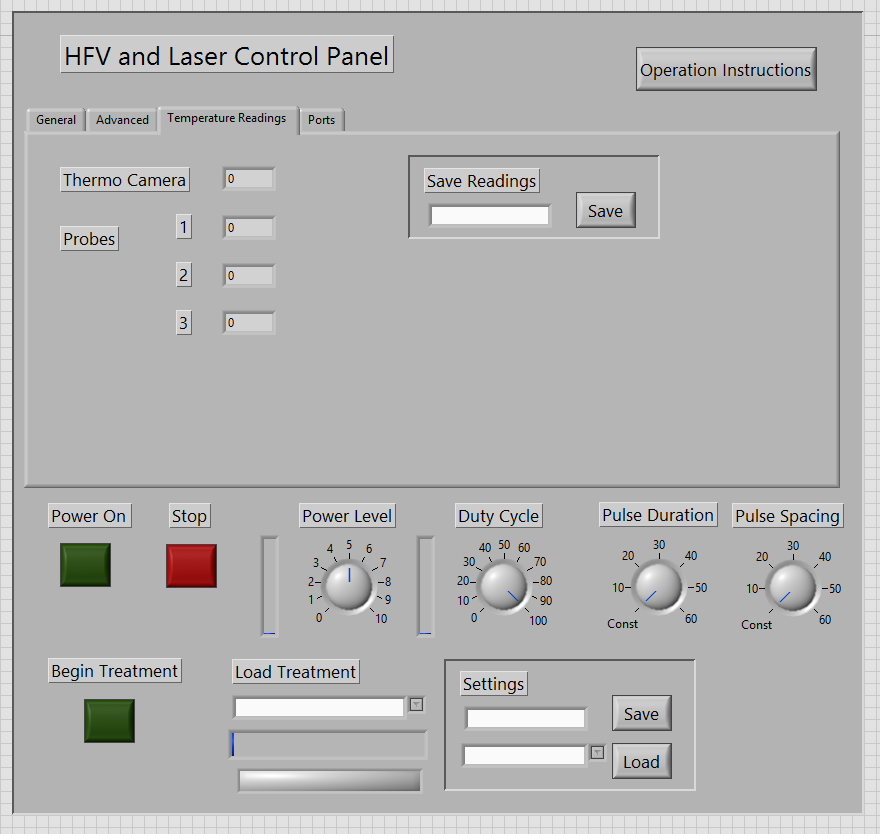 HFV and Laser Control Panel
Operation Instructions
General Advanced Temperature Readings Ports
Thermo Camera 0
Save Readings
Save
Probes
1 0
2 0
3 0
Power On Stop Power Level Duty Cycle Pulse Duration Pulse Spacing
0 1 2 3 4 5 6 7 8 9 10
0 10 20 30 40 50 60 70 80 90 100
Const 10 20 30 40 50 60
Const 10 20 30 40 50 60
Begin Treatment
Load Treatment
Settings
Save
Load